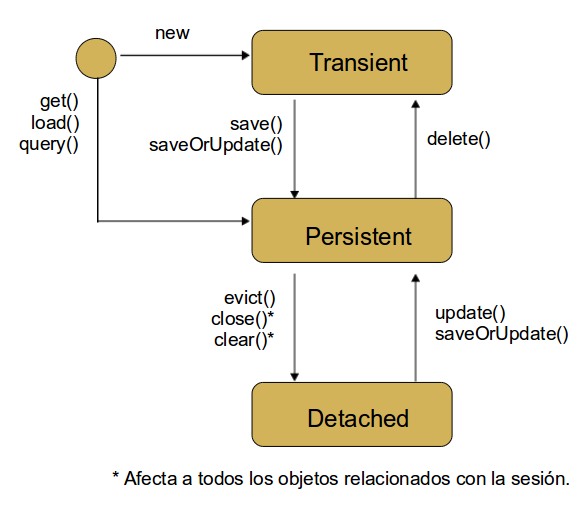 new
Transient
get()
load()
query()
save()
saveOrUpdate()
delete()
Persistent
evict()
close()*
clear()*
update()
saveOrUpdate()
Detached
* Afecta a todos los objetos relacionados con la sesión.